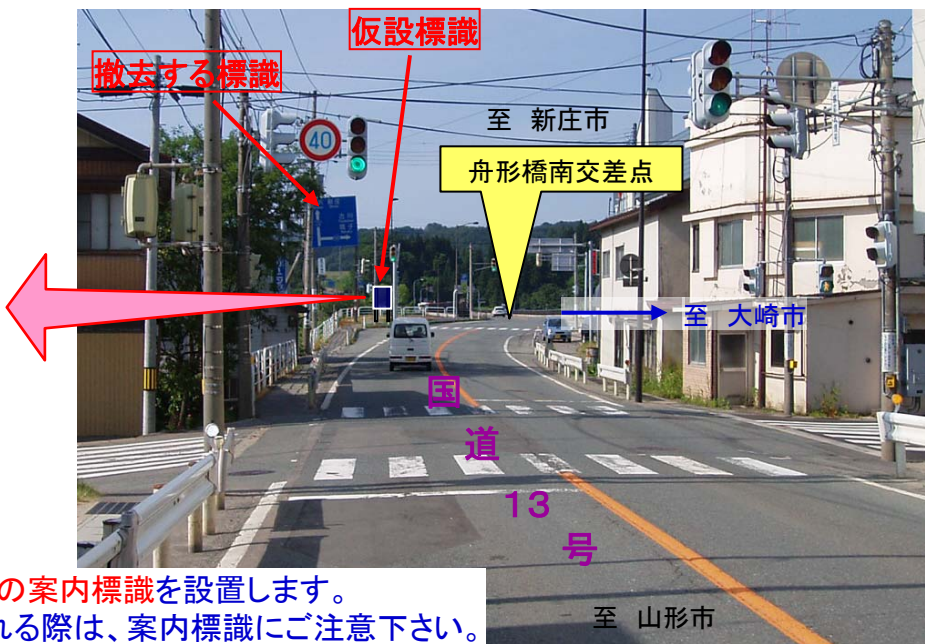 仮設標識
撤去する標識
至 新庄市
40
舟形橋南交差点
至 大崎市
国
道
13
号
の案内標識を設置します。
れる際は、案内標識にご注意下さい。
至 山形市